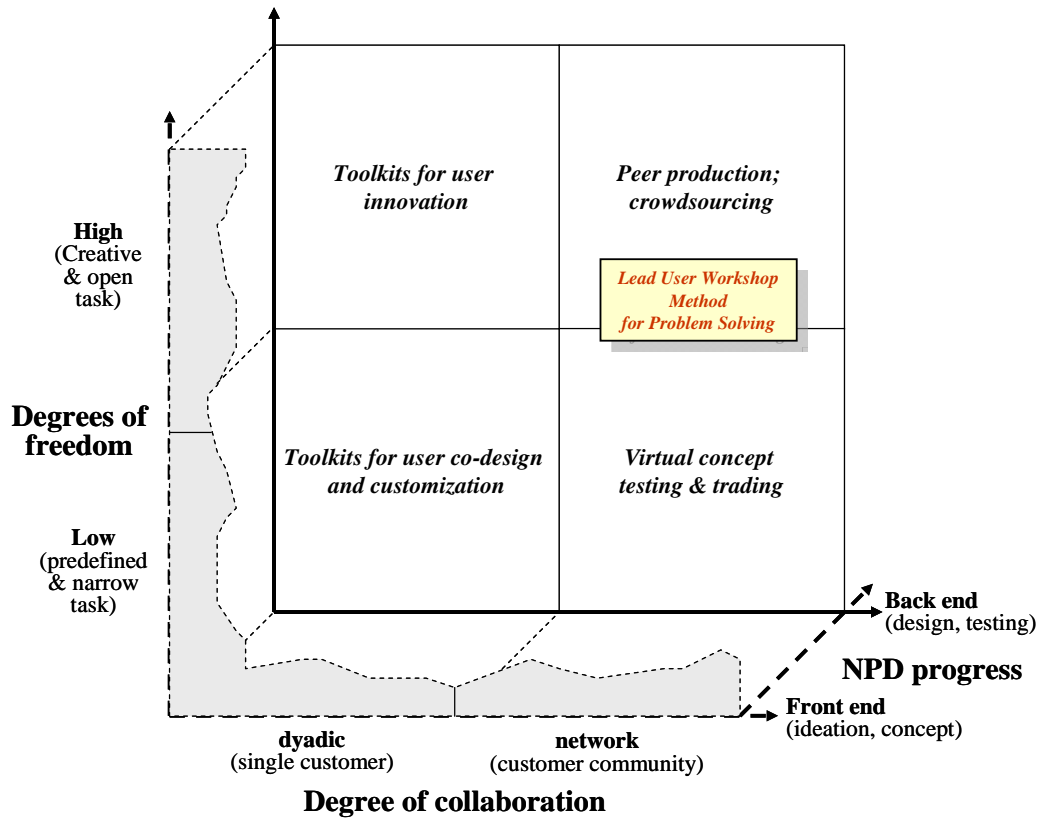 Toolkits for user
innovation
Peer production;
crowdsourcing
High
(Creative
& open
task)
Lead User Workshop
Method
for Problem Solving
Degrees of
freedom
Toolkits for user co-design
and customization
Virtual concept
testing & trading
Low
(predefined
& narrow
task)
Back end
(design, testing)
NPD progress
Front end
(ideation, concept)
dyadic
(single customer)
network
(customer community)
Degree of collaboration